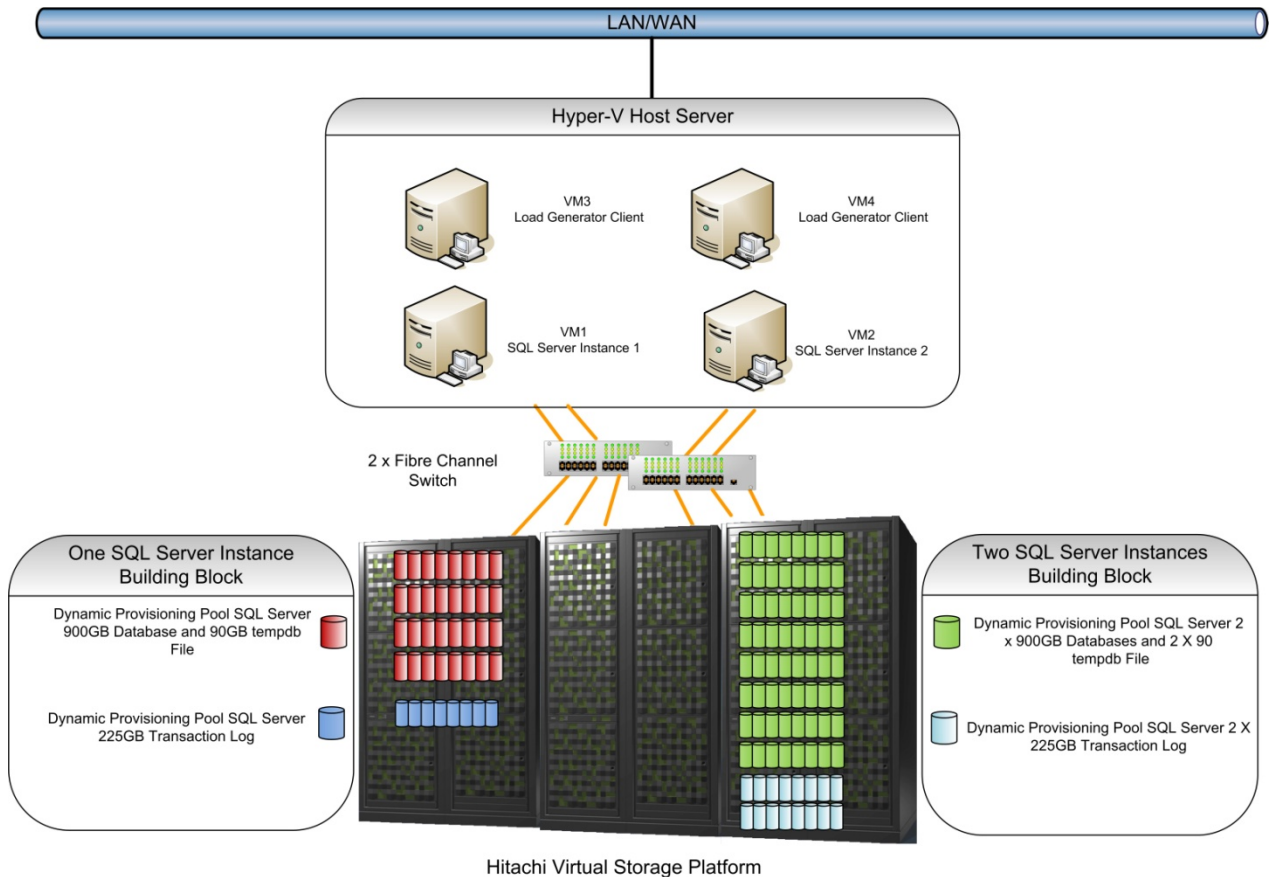 LAN/WAN
Hyper-V Host Server
VM3
Load Generator Client
VM4
Load Generator Client
VM1
SQL Server Instance 1
VM2
SQL Server Instance 2
2 x Fibre Channel
Switch
One SQL Server Instance
Building Block
Dynamic Provisioning Pool SQL Server
900GB Database and 90GB tempdb
File
Dynamic Provisioning Pool SQL Server
225GB Transaction Log
Two SQL Server Instances
Building Block
Dynamic Provisioning Pool SQL Server 2
x 900GB Databases and 2 X 90
tempdb File
Dynamic Provisioning Pool SQL Server 2 X
225GB Transaction Log
Hitachi Virtual Storage Platform